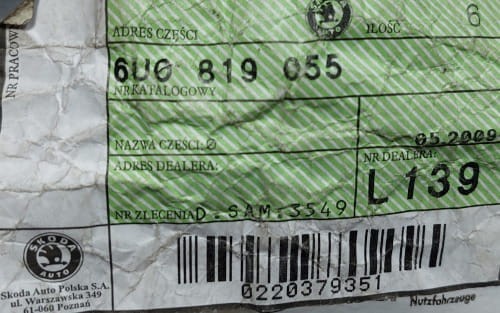 ADRES CZĘŚCI
ILOŚĆ
6
NR PRACOW
6U0 819 055
NR KATALOGOWY
NAZWA CZĘŚCI: Ø
05.2009
ADRES DEALERA:
NR DEALERA:
L 139
NR ZLECENIA D.SAM.3549
SKODA
AUTO
0220379351
Skoda Auto Polska S.A.
ul. Warszawska 349
61-060 Poznań
Nutzfahrzeuge